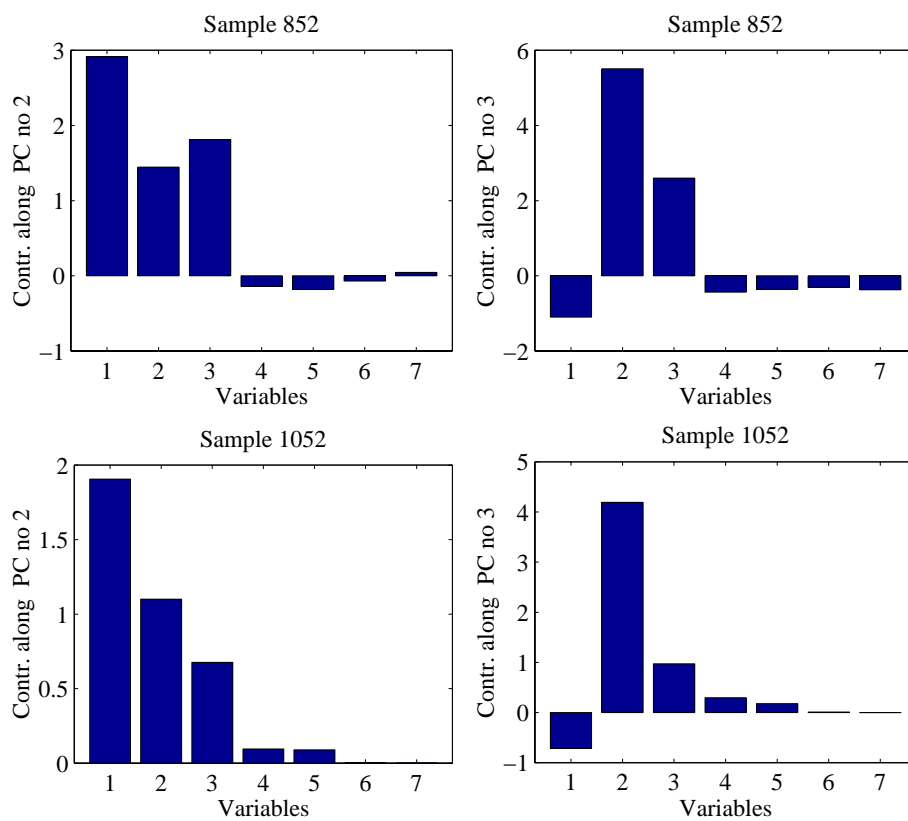 Sample 852
Contr. along PC no 2
3
2
1
0
−1
1 2 3 4 5 6 7
Variables
Sample 852
Contr. along PC no 3
6
4
2
0
−2
1 2 3 4 5 6 7
Variables
Sample 1052
Contr. along PC no 2
2
1.5
1
0.5
0
1 2 3 4 5 6 7
Variables
Sample 1052
Contr. along PC no 3
5
4
3
2
1
0
−1
1 2 3 4 5 6 7
Variables